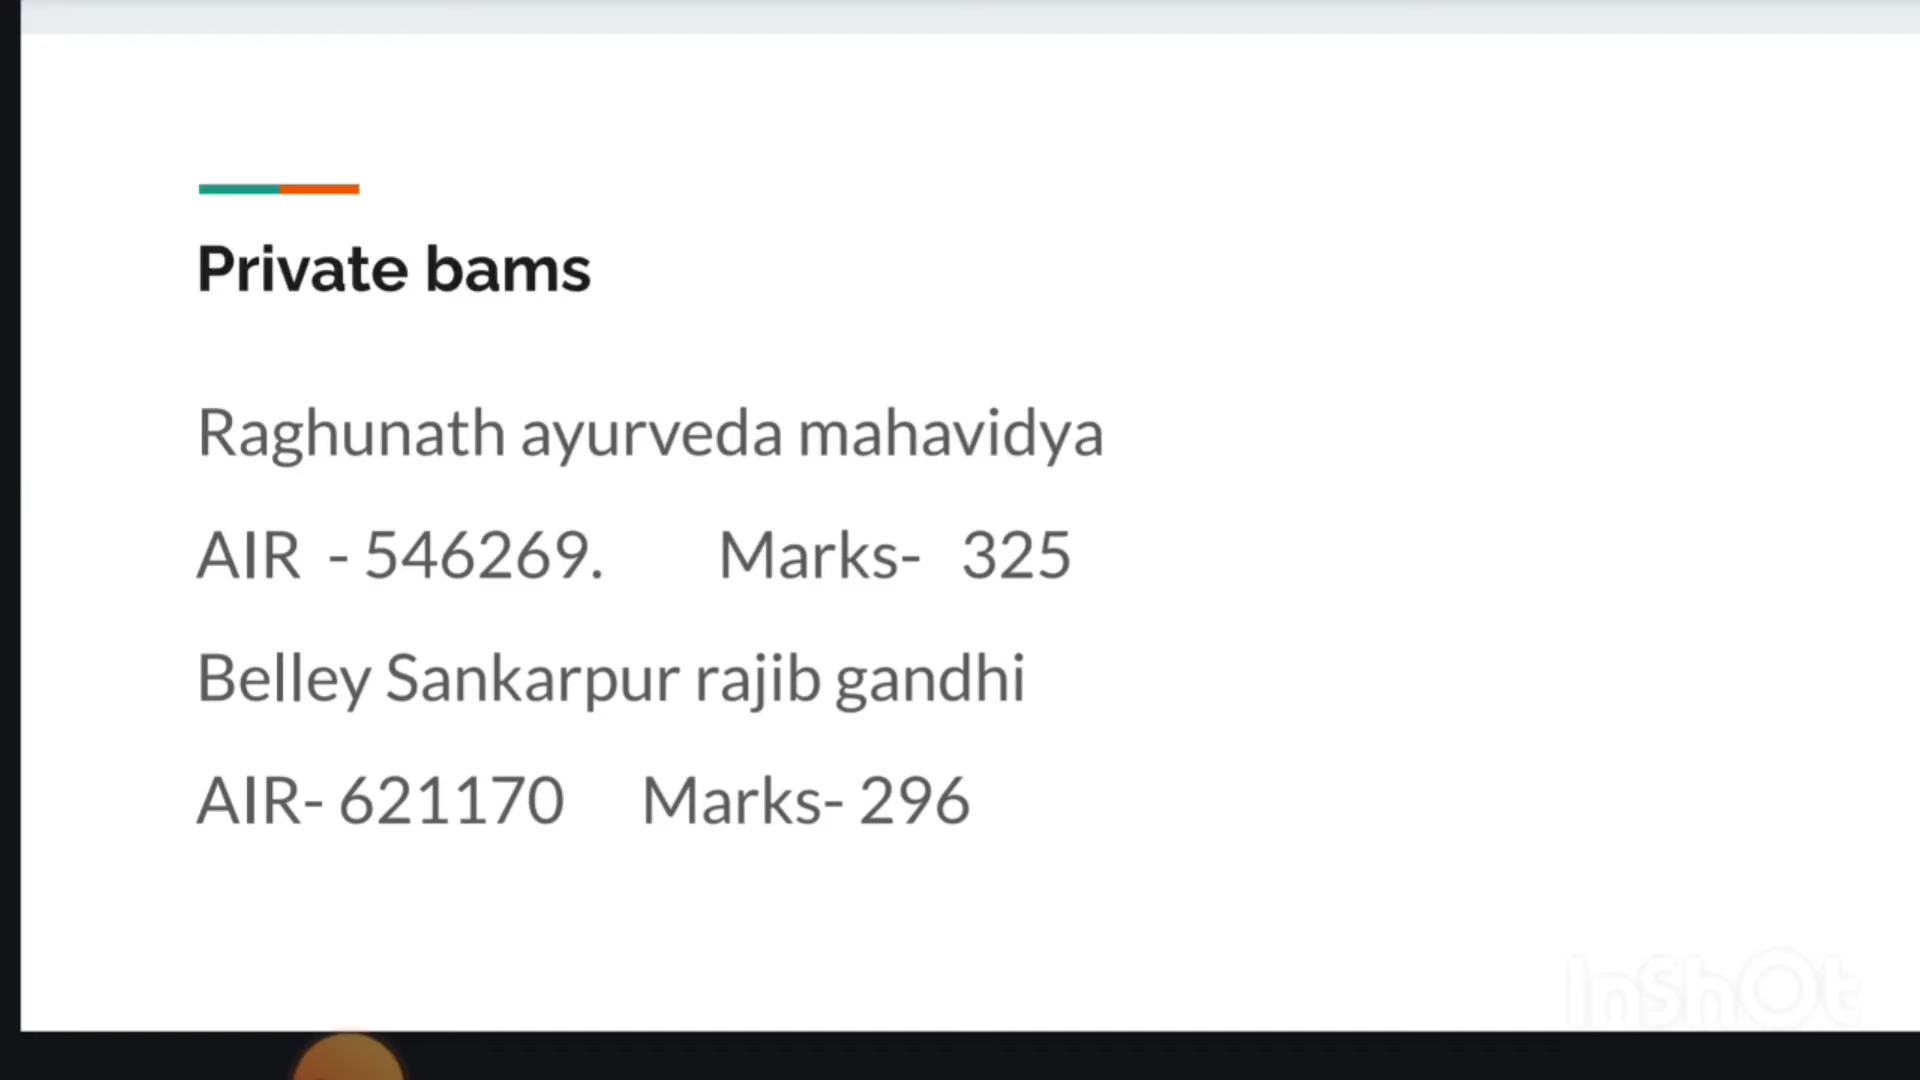 Private bams
Raghunath ayurveda mahavidya
AIR - 546269. Marks- 325
Belley Sankarpur rajib gandhi
AIR- 621170 Marks- 296
InShOt